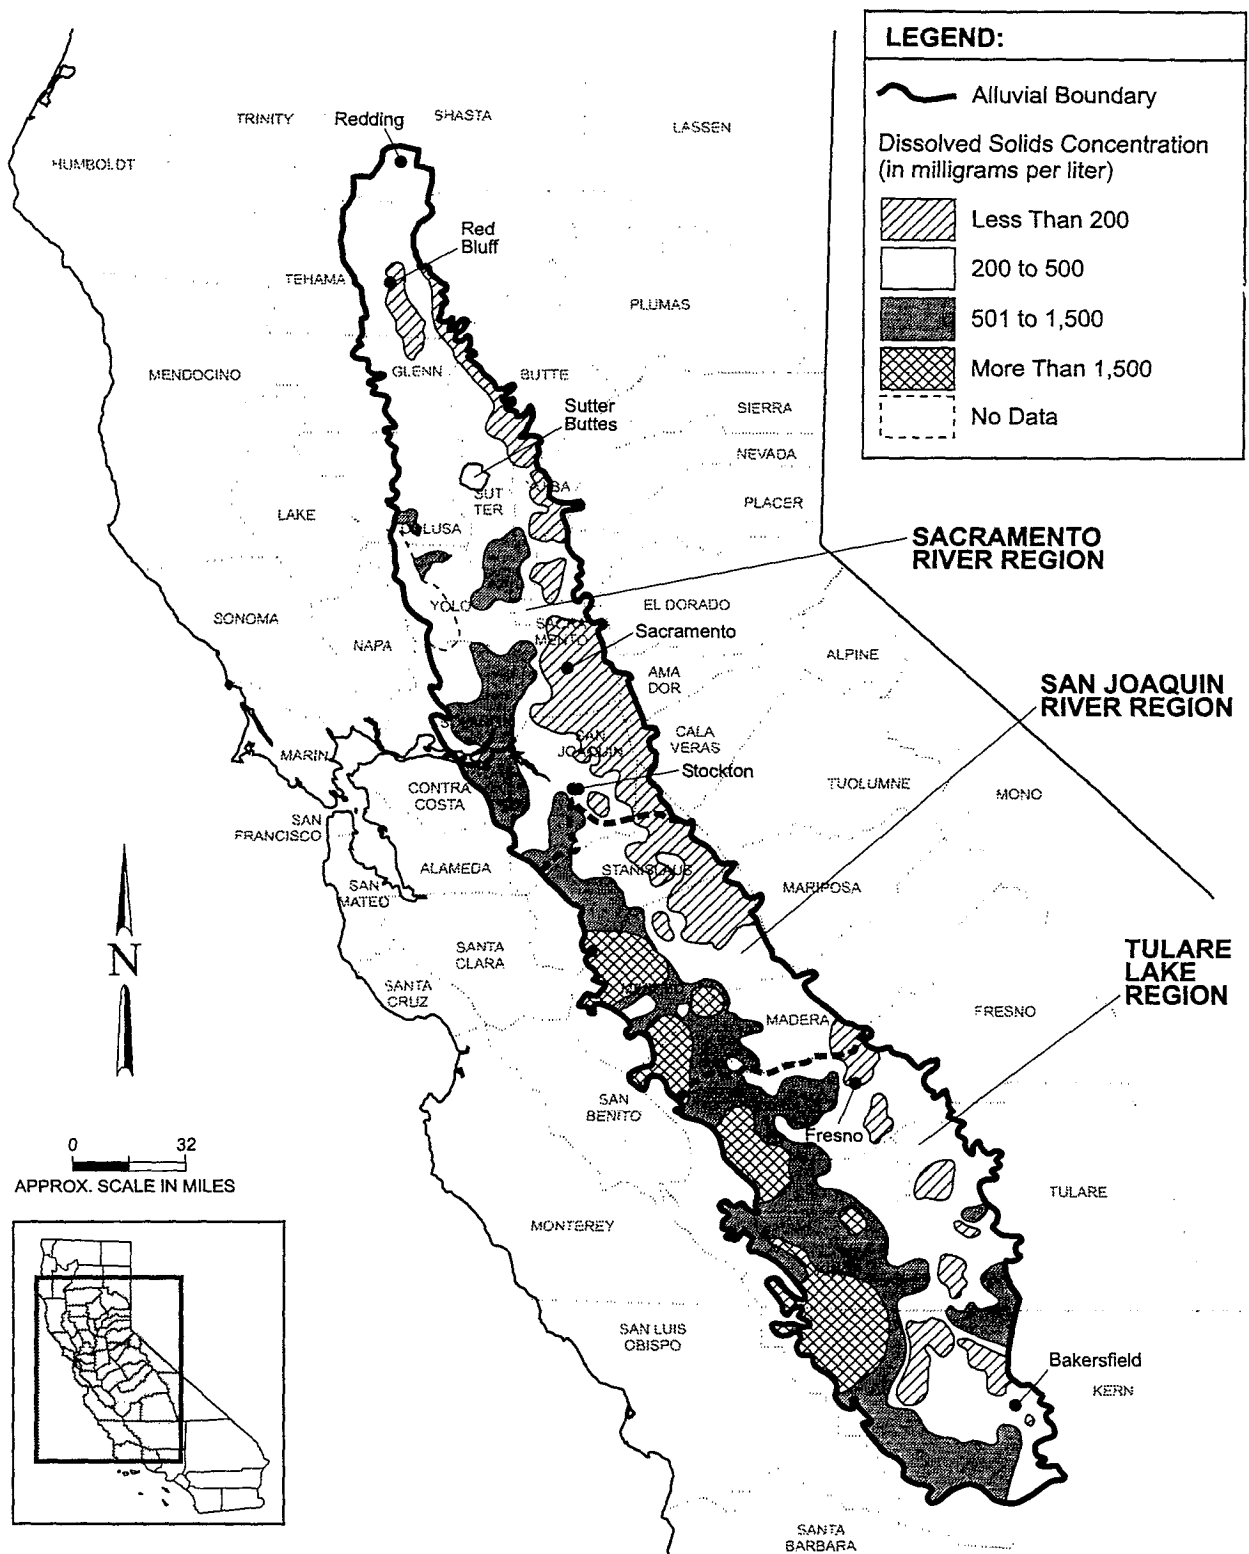 LEGEND:
Alluvial Boundary
Dissolved Solids Concentration
(in milligrams per liter)
Less Than 200
200 to 500
501 to 1,500
More Than 1,500
No Data
TRINITY
Redding
SHASTA
LASSEN
HUMBOLDT
Red
Bluff
TEHAMA
PLUMAS
MENDOCINO
GLENN
BUTTE
Sutter
Buttes
SIERRA
NEVADA
SUT
TER
PLACER
LAKE
SACRAMENTO
RIVER REGION
YOLO
EL DORADO
SONOMA
Sacramento
NAPA
ALPINE
AMA
DOR
SAN JOAQUIN
RIVER REGION
CALA
VERAS
MARIN
SAN
JOAQUIN
Stockton
CONTRA
COSTA
TUOLUMNE
MONO
SAN
FRANCISCO
ALAMEDA
STANISLAUS
SAN
MATEO
MARIPOSA
N
SANTA
CLARA
TULARE
LAKE
REGION
SANTA
CRUZ
MADERA
FRESNO
SAN
BENITO
Fresno
0 32
APPROX. SCALE IN MILES
TULARE
MONTEREY
SAN LUIS
OBISPO
Bakersfield
KERN
SANTA
BARBARA